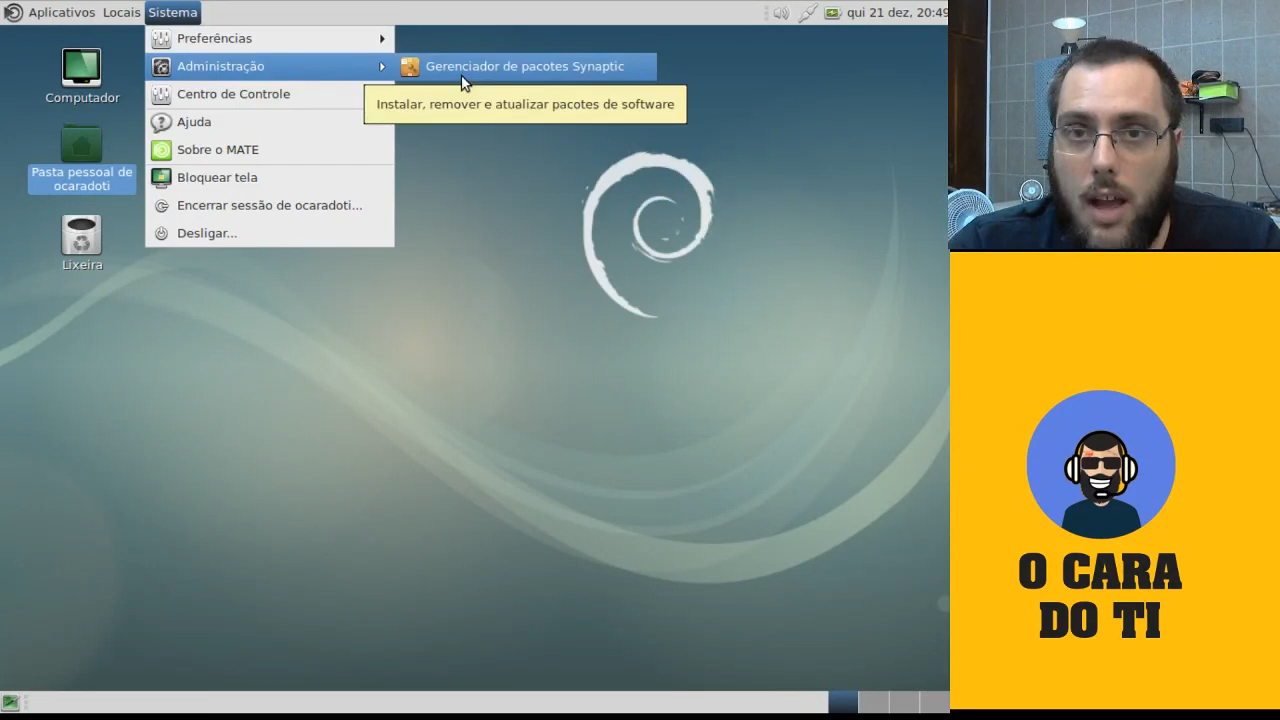 Aplicativos Locais Sistema
qui 21 dez, 20:49
Preferências
Administração
Gerenciador de pacotes Synaptic
Centro de Controle
Instalar, remover e atualizar pacotes de software
Ajuda
Sobre o MATE
Bloquear tela
Encerrar sessão de ocaradoti...
Desligar...
Computador
Pasta pessoal de
ocaradoti
Lixeira
O CARA
DO TI